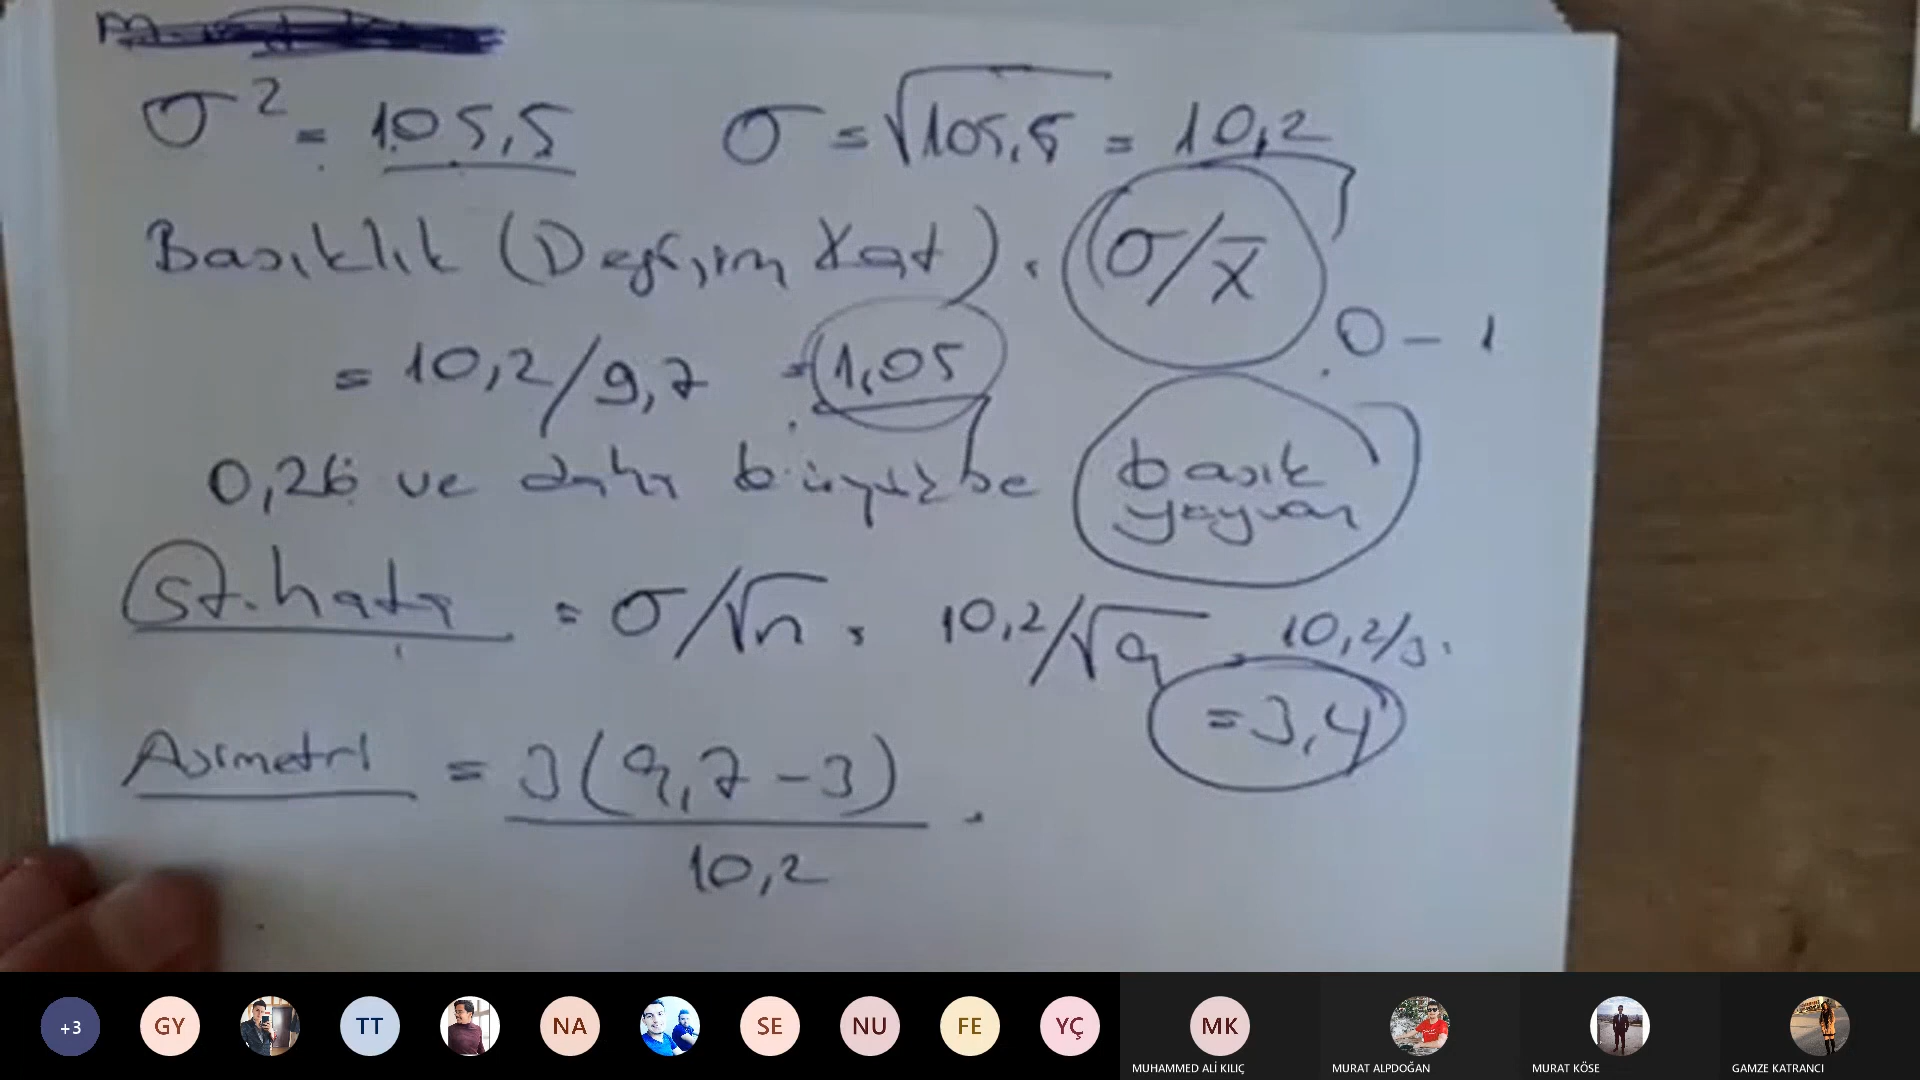 σ² = 105,5 σ = √105,5 = 10,2
Basıklık (Değişim Kat) = σ/x̄
0 – 1
= 10,2/9,7 = 1,05
0,26 ve daha büyükse basık
yayvan
St. hata = σ/√n = 10,2/√9 = 10,2/3
= 3,4
Asimetri = 3(9,7 – 3)
10,2
+3 GY TT NA SE NU FE YÇ MK
MUHAMMED ALİ KILIÇ MURAT ALPDOĞAN MURAT KÖSE GAMZE KATRANCI